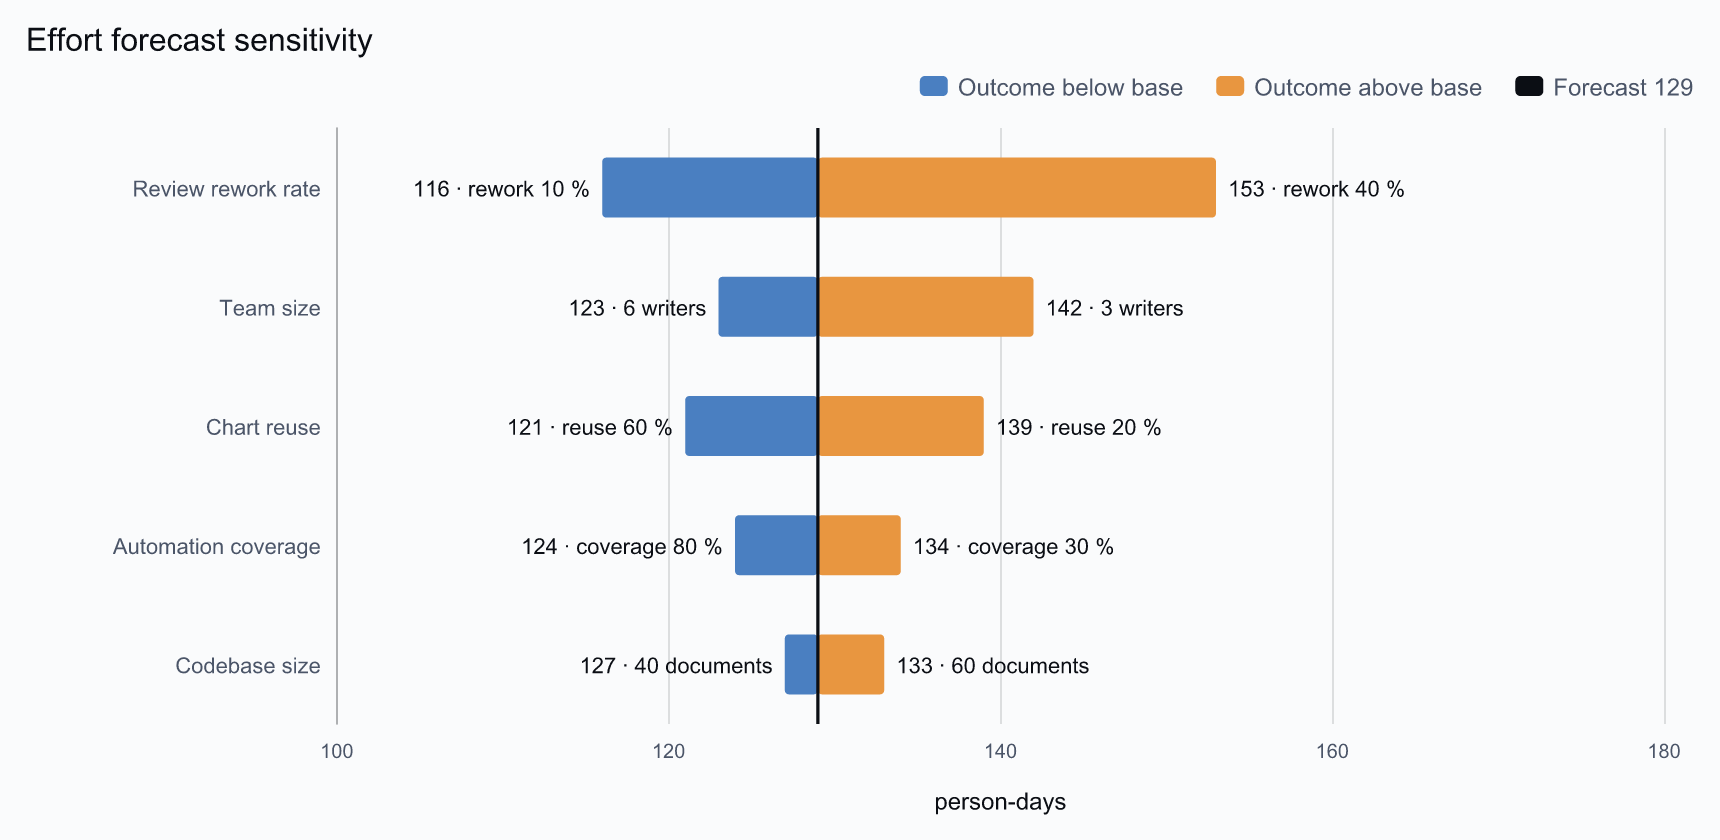 Effort forecast sensitivity
Outcome below base
Outcome above base
Forecast 129
Review rework rate
116 · rework 10 %
153 · rework 40 %
Team size
123 · 6 writers
142 · 3 writers
Chart reuse
121 · reuse 60 %
139 · reuse 20 %
Automation coverage
124 · coverage 80 %
134 · coverage 30 %
Codebase size
127 · 40 documents
133 · 60 documents
100
120
140
160
180
person-days